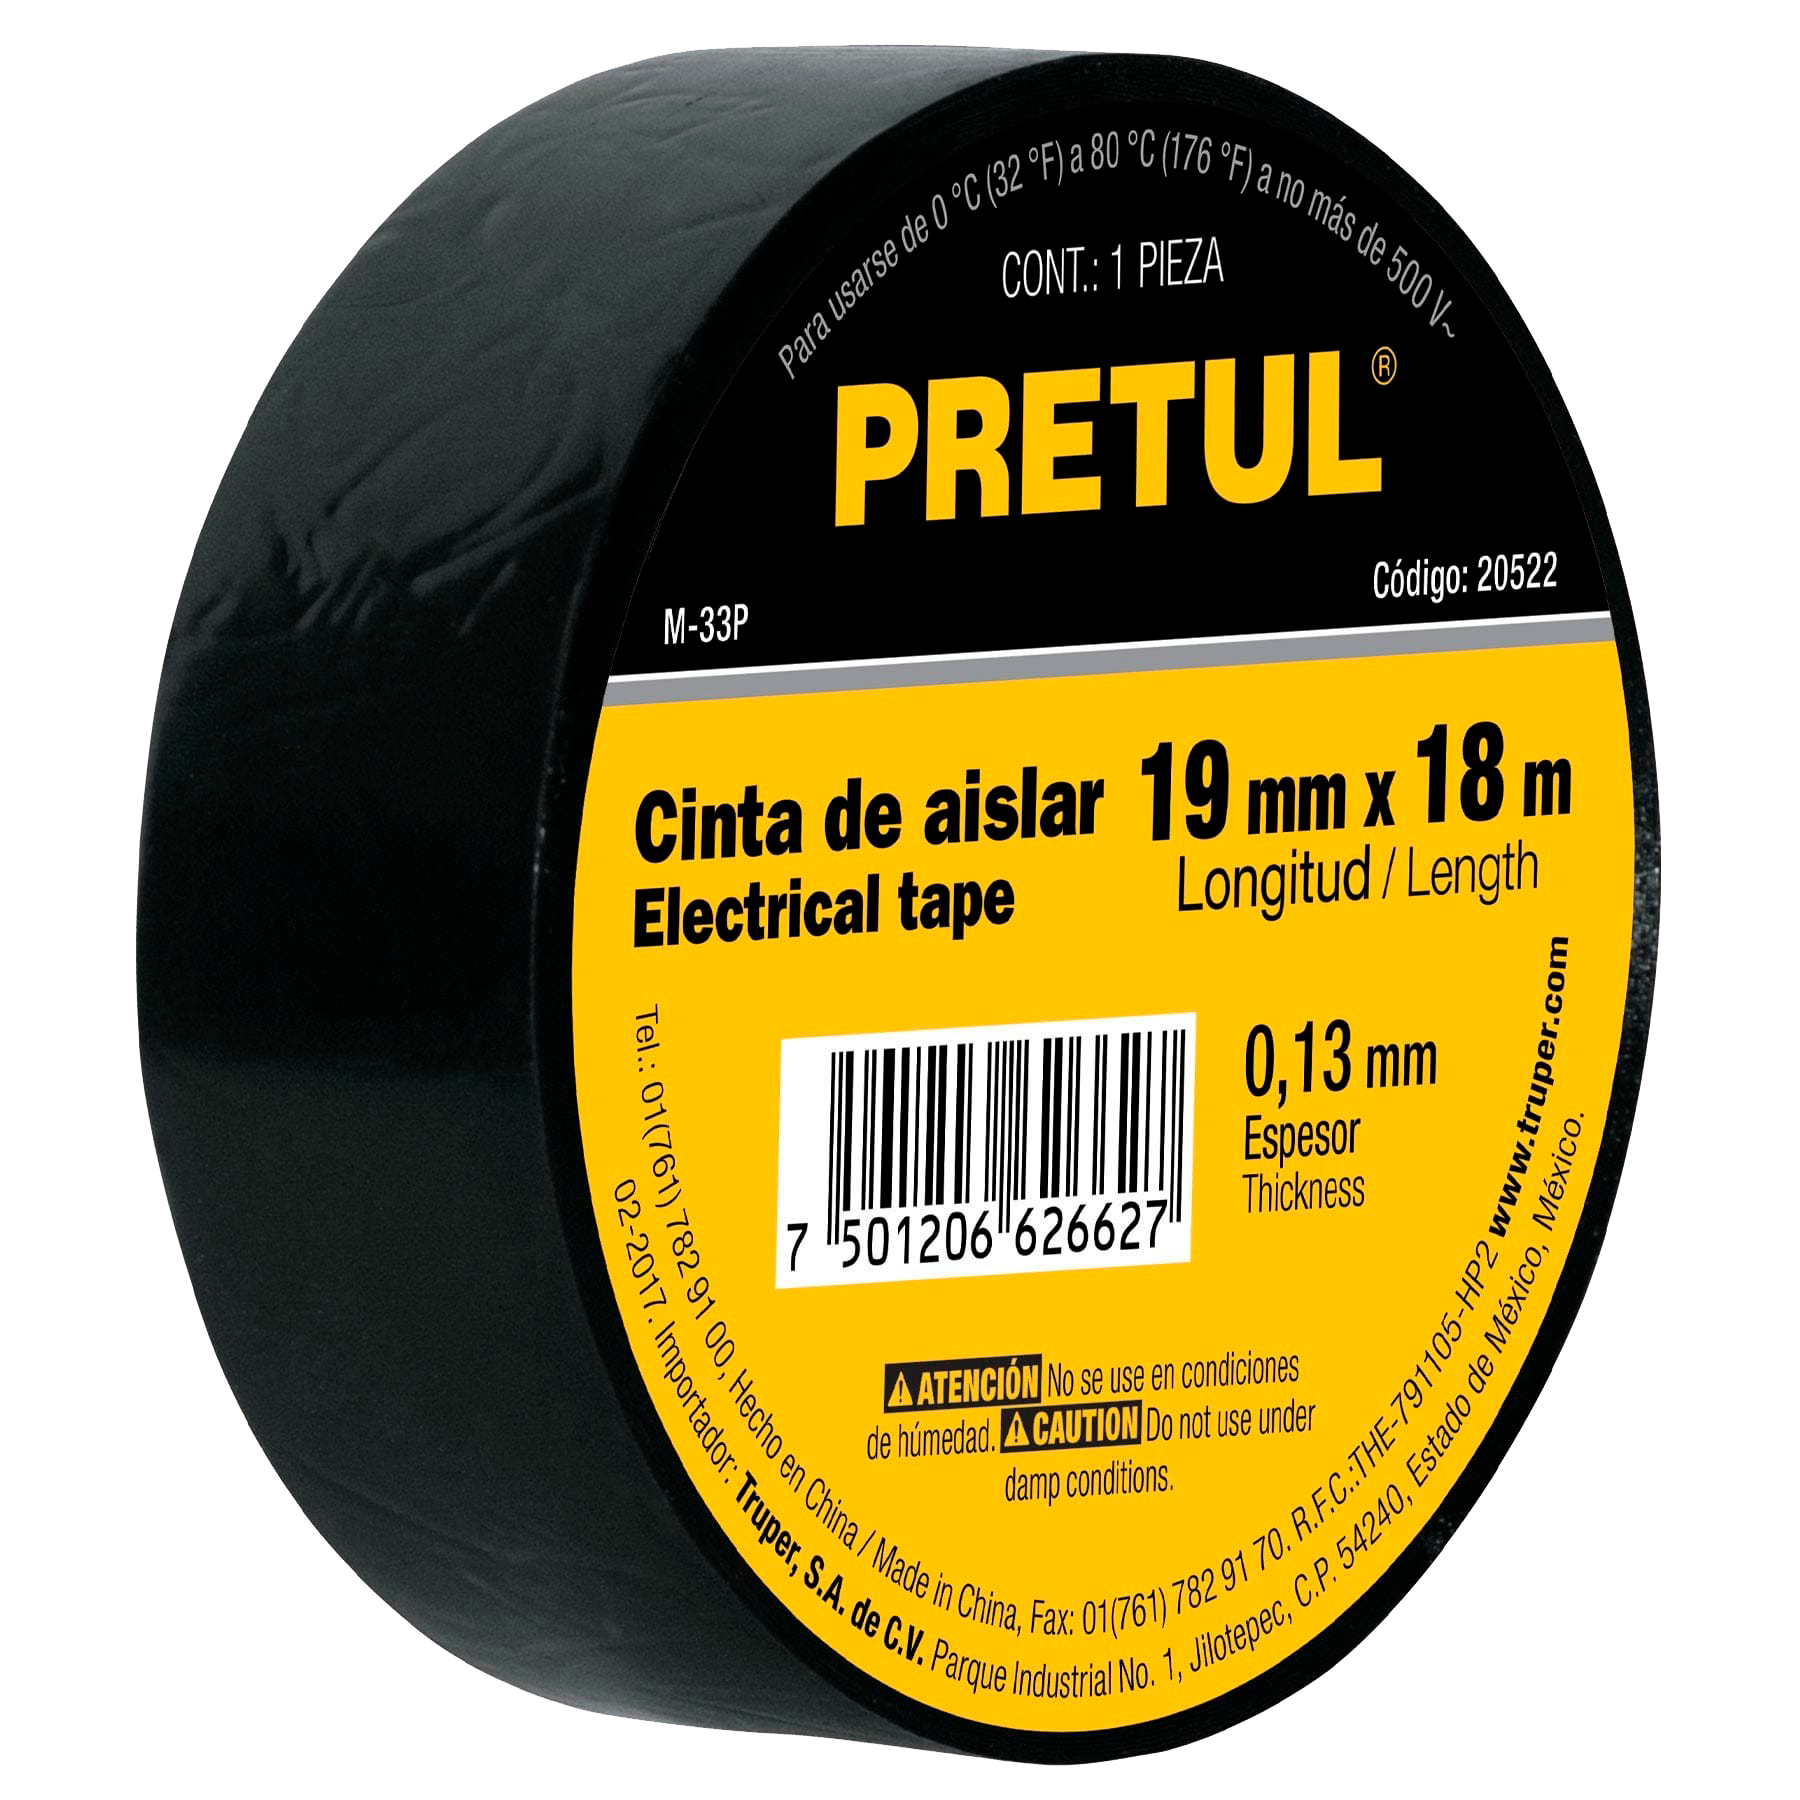 Para usarse de 0 °C (32 °F) a 80 °C (176 °F) a no más de 500 V~
CONT.: 1 PIEZA
PRETUL®
M-33P
Código: 20522
Cinta de aislar 19 mm x 18 m
Electrical tape
Longitud / Length
0,13 mm
Espesor
Thickness
7 501206 626627
⚠ ATENCIÓN No se use en condiciones
de húmedad. ⚠ CAUTION Do not use under
damp conditions.
Tel.: 01(761) 782 91 00, Hecho en China / Made in China, Fax: 01(761) 782 91 70. R.F.C.:THE-791105-HP2 www.truper.com
02-2017. Importador: Truper, S.A. de C.V. Parque Industrial No. 1, Jilotepec, C.P. 54240, Estado de México, México.